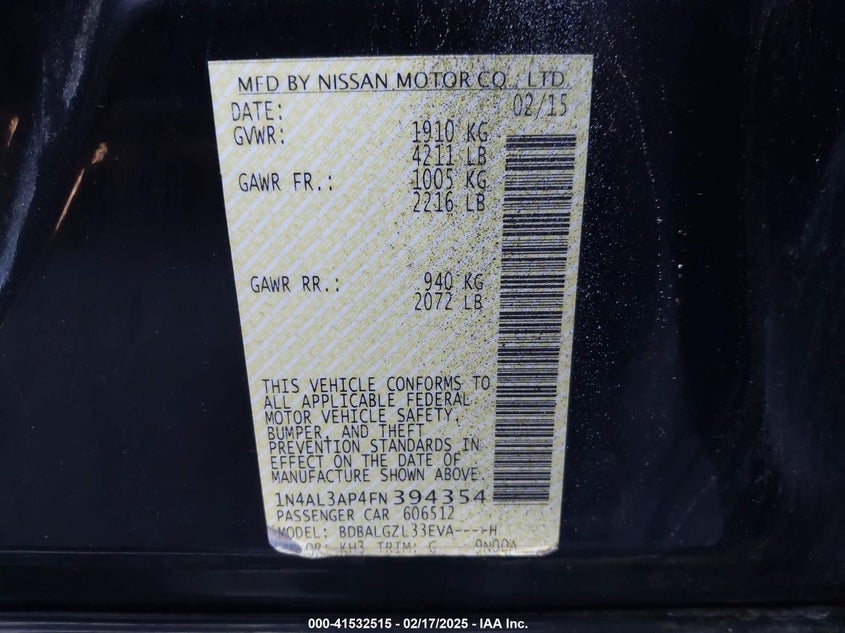 MFD BY NISSAN MOTOR CO., LTD.
DATE: 02/15
GVWR: 1910 KG
4211 LB
GAWR FR.: 1005 KG
2216 LB
GAWR RR.: 940 KG
2072 LB
THIS VEHICLE CONFORMS TO
ALL APPLICABLE FEDERAL
MOTOR VEHICLE SAFETY,
BUMPER, AND THEFT
PREVENTION STANDARDS IN
EFFECT ON THE DATE OF
MANUFACTURE SHOWN ABOVE.
1N4AL3AP4FN394354
PASSENGER CAR 606512
MODEL: BDBALGZL33EVA----H
KH3 TRIM: G
000-41532515 - 02/17/2025 - IAA Inc.